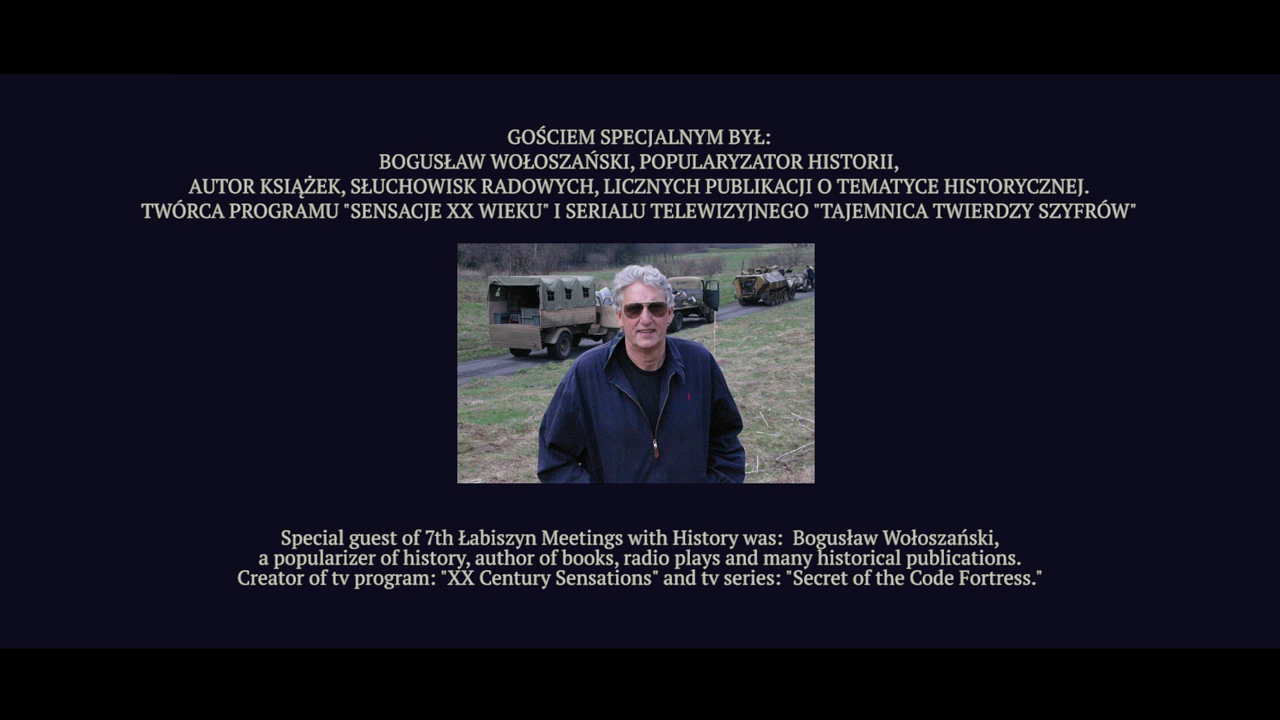 GOŚCIEM SPECJALNYM BYŁ:
BOGUSŁAW WOŁOSZAŃSKI, POPULARYZATOR HISTORII,
AUTOR KSIĄŻEK, SŁUCHOWISK RADOWYCH, LICZNYCH PUBLIKACJI O TEMATYCE HISTORYCZNEJ.
TWÓRCA PROGRAMU "SENSACJE XX WIEKU" I SERIALU TELEWIZYJNEGO "TAJEMNICA TWIERDZY SZYFRÓW"
Special guest of 7th Łabiszyn Meetings with History was:  Bogusław Wołoszański,
a popularizer of history, author of books, radio plays and many historical publications.
Creator of tv program: "XX Century Sensations" and tv series: "Secret of the Code Fortress."